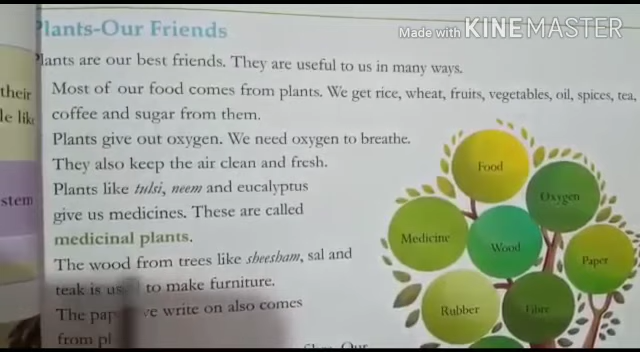 Plants-Our Friends
Made with KINEMASTER
Plants are our best friends. They are useful to us in many ways.
their
Most of our food comes from plants. We get rice, wheat, fruits, vegetables, oil, spices, tea,
le like
coffee and sugar from them.
Plants give out oxygen. We need oxygen to breathe.
They also keep the air clean and fresh.
Plants like tulsi, neem and eucalyptus
stem
give us medicines. These are called
medicinal plants.
The wood from trees like sheesham, sal and
teak is to make furniture.
The write on also comes
from
Food
Oxygen
Medicine
Wood
Paper
Rubber
Fibre